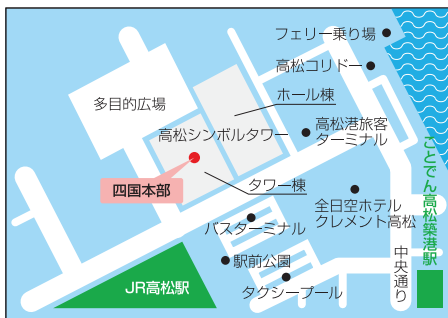 フェリー乗り場
高松コリドー
多目的広場
ホール棟
高松シンボルタワー
高松港旅客
ターミナル
四国本部
タワー棟
全日空ホテル
クレメント高松
バスターミナル
駅前公園
タクシープール
JR高松駅
中央通り
ことでん高松築港駅